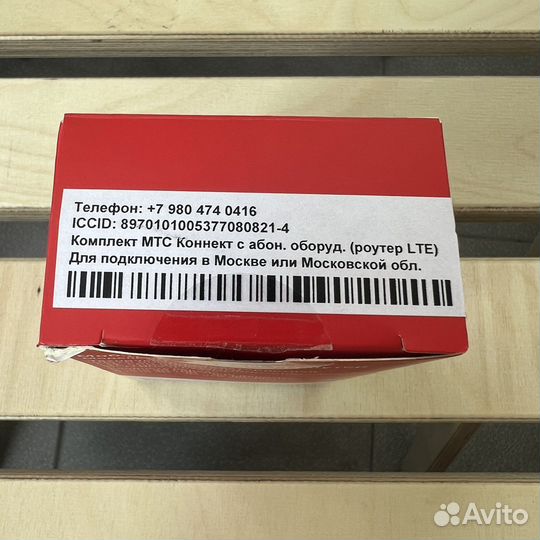 Телефон: +7 980 474 0416
ICCID: 8970101005377080821-4
Комплект МТС Коннект с абон. оборуд. (роутер LTE)
Для подключения в Москве или Московской обл.
Avito